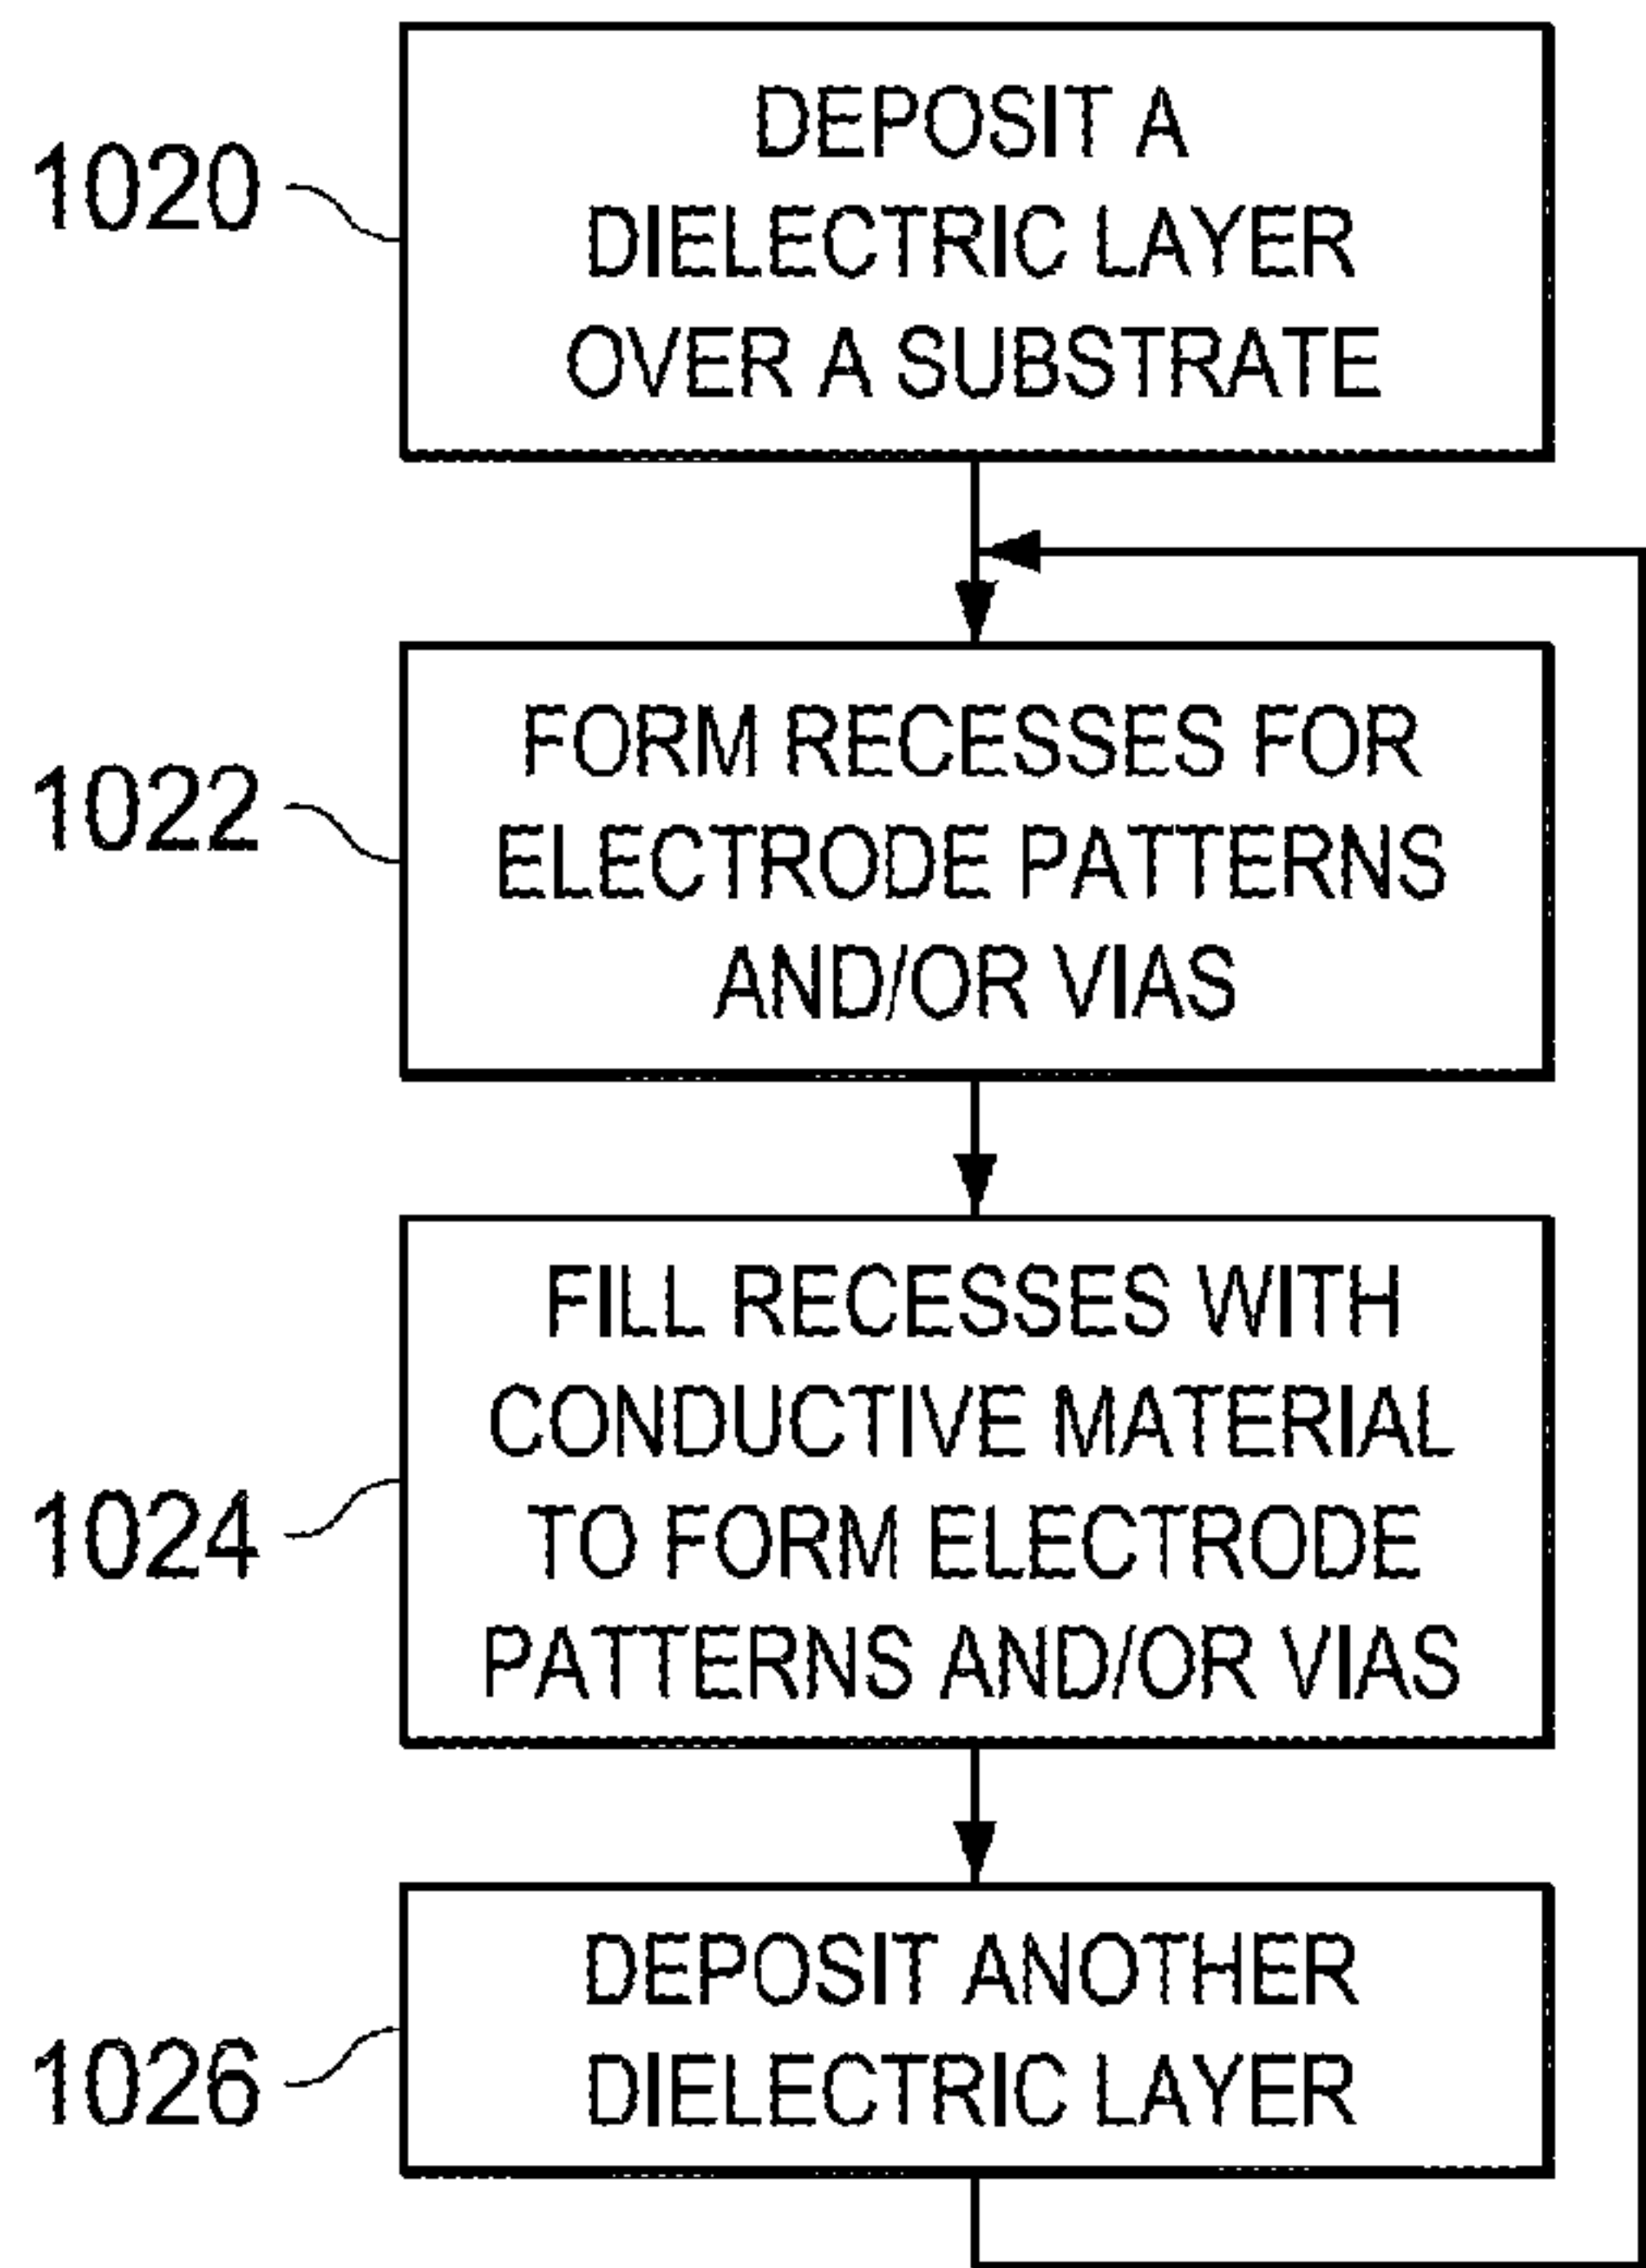 1020
DEPOSIT A
DIELECTRIC LAYER
OVER A SUBSTRATE
1022
FORM RECESSES FOR
ELECTRODE PATTERNS
AND/OR VIAS
1024
FILL RECESSES WITH
CONDUCTIVE MATERIAL
TO FORM ELECTRODE
PATTERNS AND/OR VIAS
1026
DEPOSIT ANOTHER
DIELECTRIC LAYER